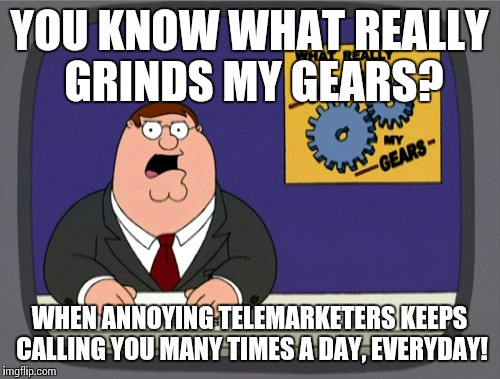 YOU KNOW WHAT REALLY
GRINDS MY GEARS?
WHAT REALLY
MY
GEARS
WHEN ANNOYING TELEMARKETERS KEEPS
CALLING YOU MANY TIMES A DAY, EVERYDAY!
imgflip.com